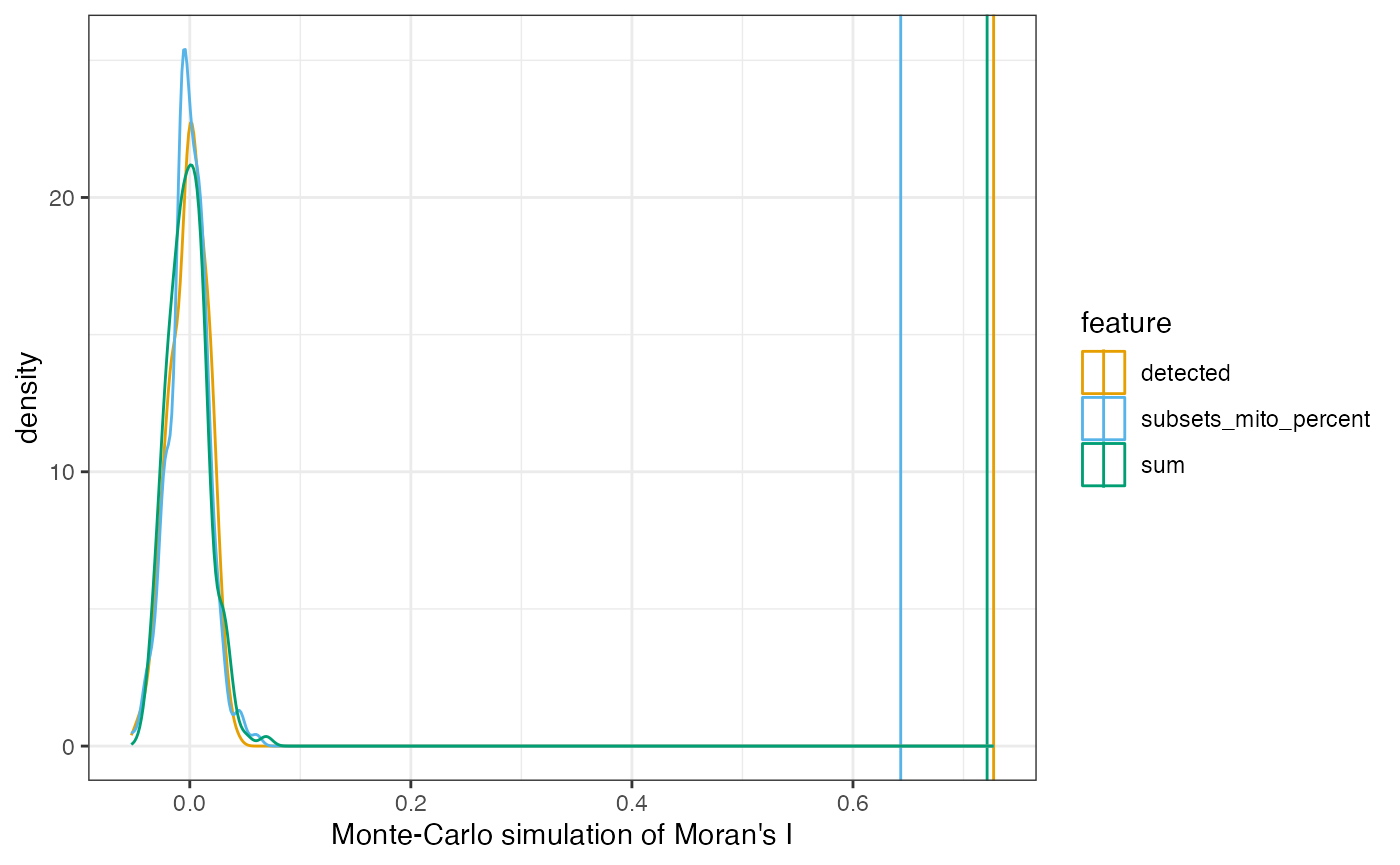 density
20
10
0
0.0
0.2
0.4
0.6
Monte-Carlo simulation of Moran's I
feature
detected
subsets_mito_percent
sum